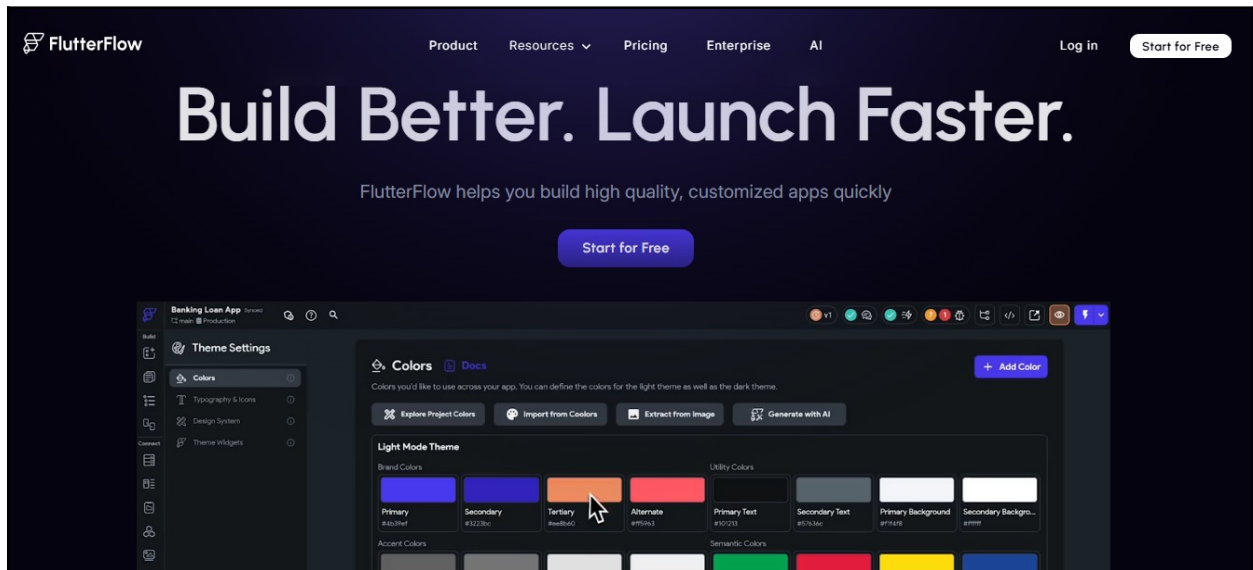 FlutterFlow
Product Resources Pricing Enterprise AI
Log in
Start for Free
Build Better. Launch Faster.
FlutterFlow helps you build high quality, customized apps quickly
Start for Free
Banking Loan App Synced
main Production
v1
7 1
Build
Theme Settings
Colors
Typography & Icons
Design System
Theme Widgets
Connect
Colors Docs
+ Add Color
Colors you'd like to use across your app. You can define the colors for the light theme as well as the dark theme.
Explore Project Colors
Import from Coolors
Extract from Image
Generate with AI
Light Mode Theme
Brand Colors
Utility Colors
Primary Secondary Tertiary Alternate Primary Text Secondary Text Primary Background Secondary Backgro...
#4b39ef #3223bc #ee8b60 #ff5963 #101213 #57636c #f1f4f8 #ffffff
Accent Colors
Semantic Colors